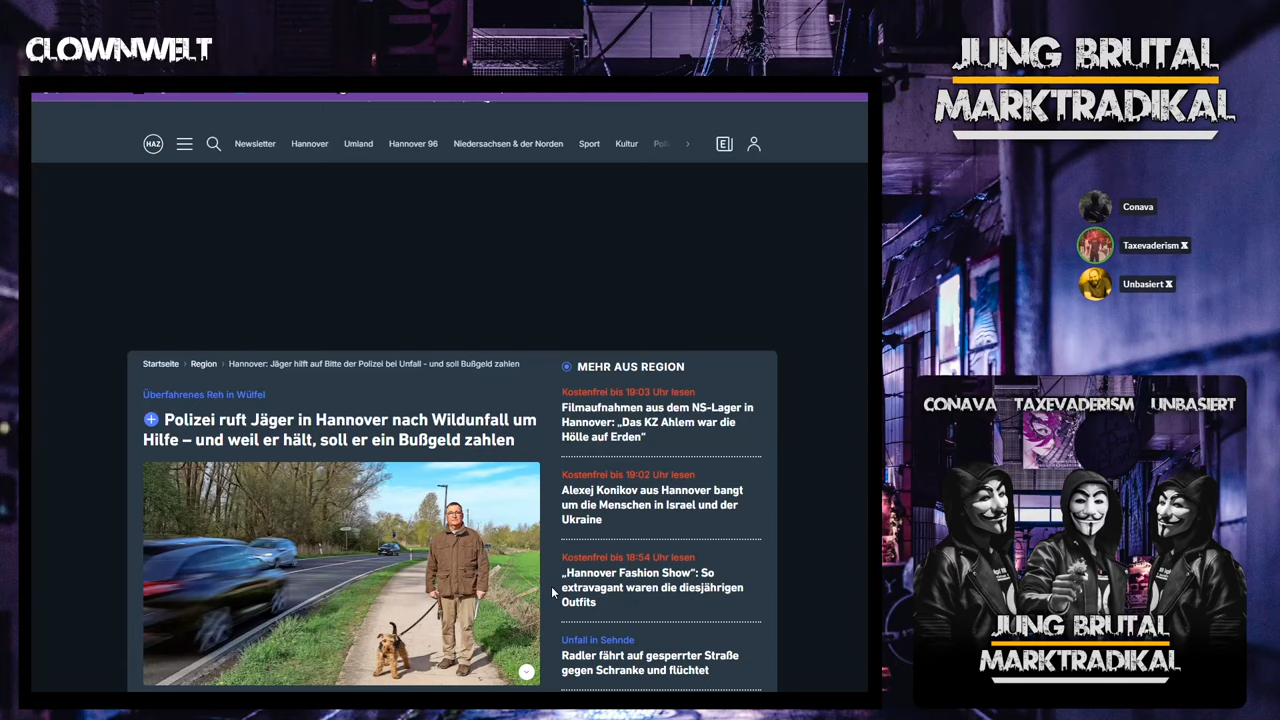 CLOWNWELT
JUNG BRUTAL
MARKTRADIKAL
HAZ
Newsletter
Hannover
Umland
Hannover 96
Niedersachsen & der Norden
Sport
Kultur
E
Conava
Taxevaderism X
Unbasiert X
Startseite › Region › Hannover: Jäger hilft auf Bitte der Polizei bei Unfall - und soll Bußgeld zahlen
Überfahrenes Reh in Wülfel
Polizei ruft Jäger in Hannover nach Wildunfall um
Hilfe – und weil er hält, soll er ein Bußgeld zahlen
MEHR AUS REGION
Kostenfrei bis 19:03 Uhr lesen
Filmaufnahmen aus dem NS-Lager in
Hannover: „Das KZ Ahlem war die
Hölle auf Erden“
Kostenfrei bis 19:02 Uhr lesen
Alexej Konikov aus Hannover bangt
um die Menschen in Israel und der
Ukraine
Kostenfrei bis 18:54 Uhr lesen
„Hannover Fashion Show“: So
extravagant waren die diesjährigen
Outfits
Unfall in Sehnde
Radler fährt auf gesperrter Straße
gegen Schranke und flüchtet
CONAVA TAXEVADERISM UNBASIERT
JUNG BRUTAL
MARKTRADIKAL